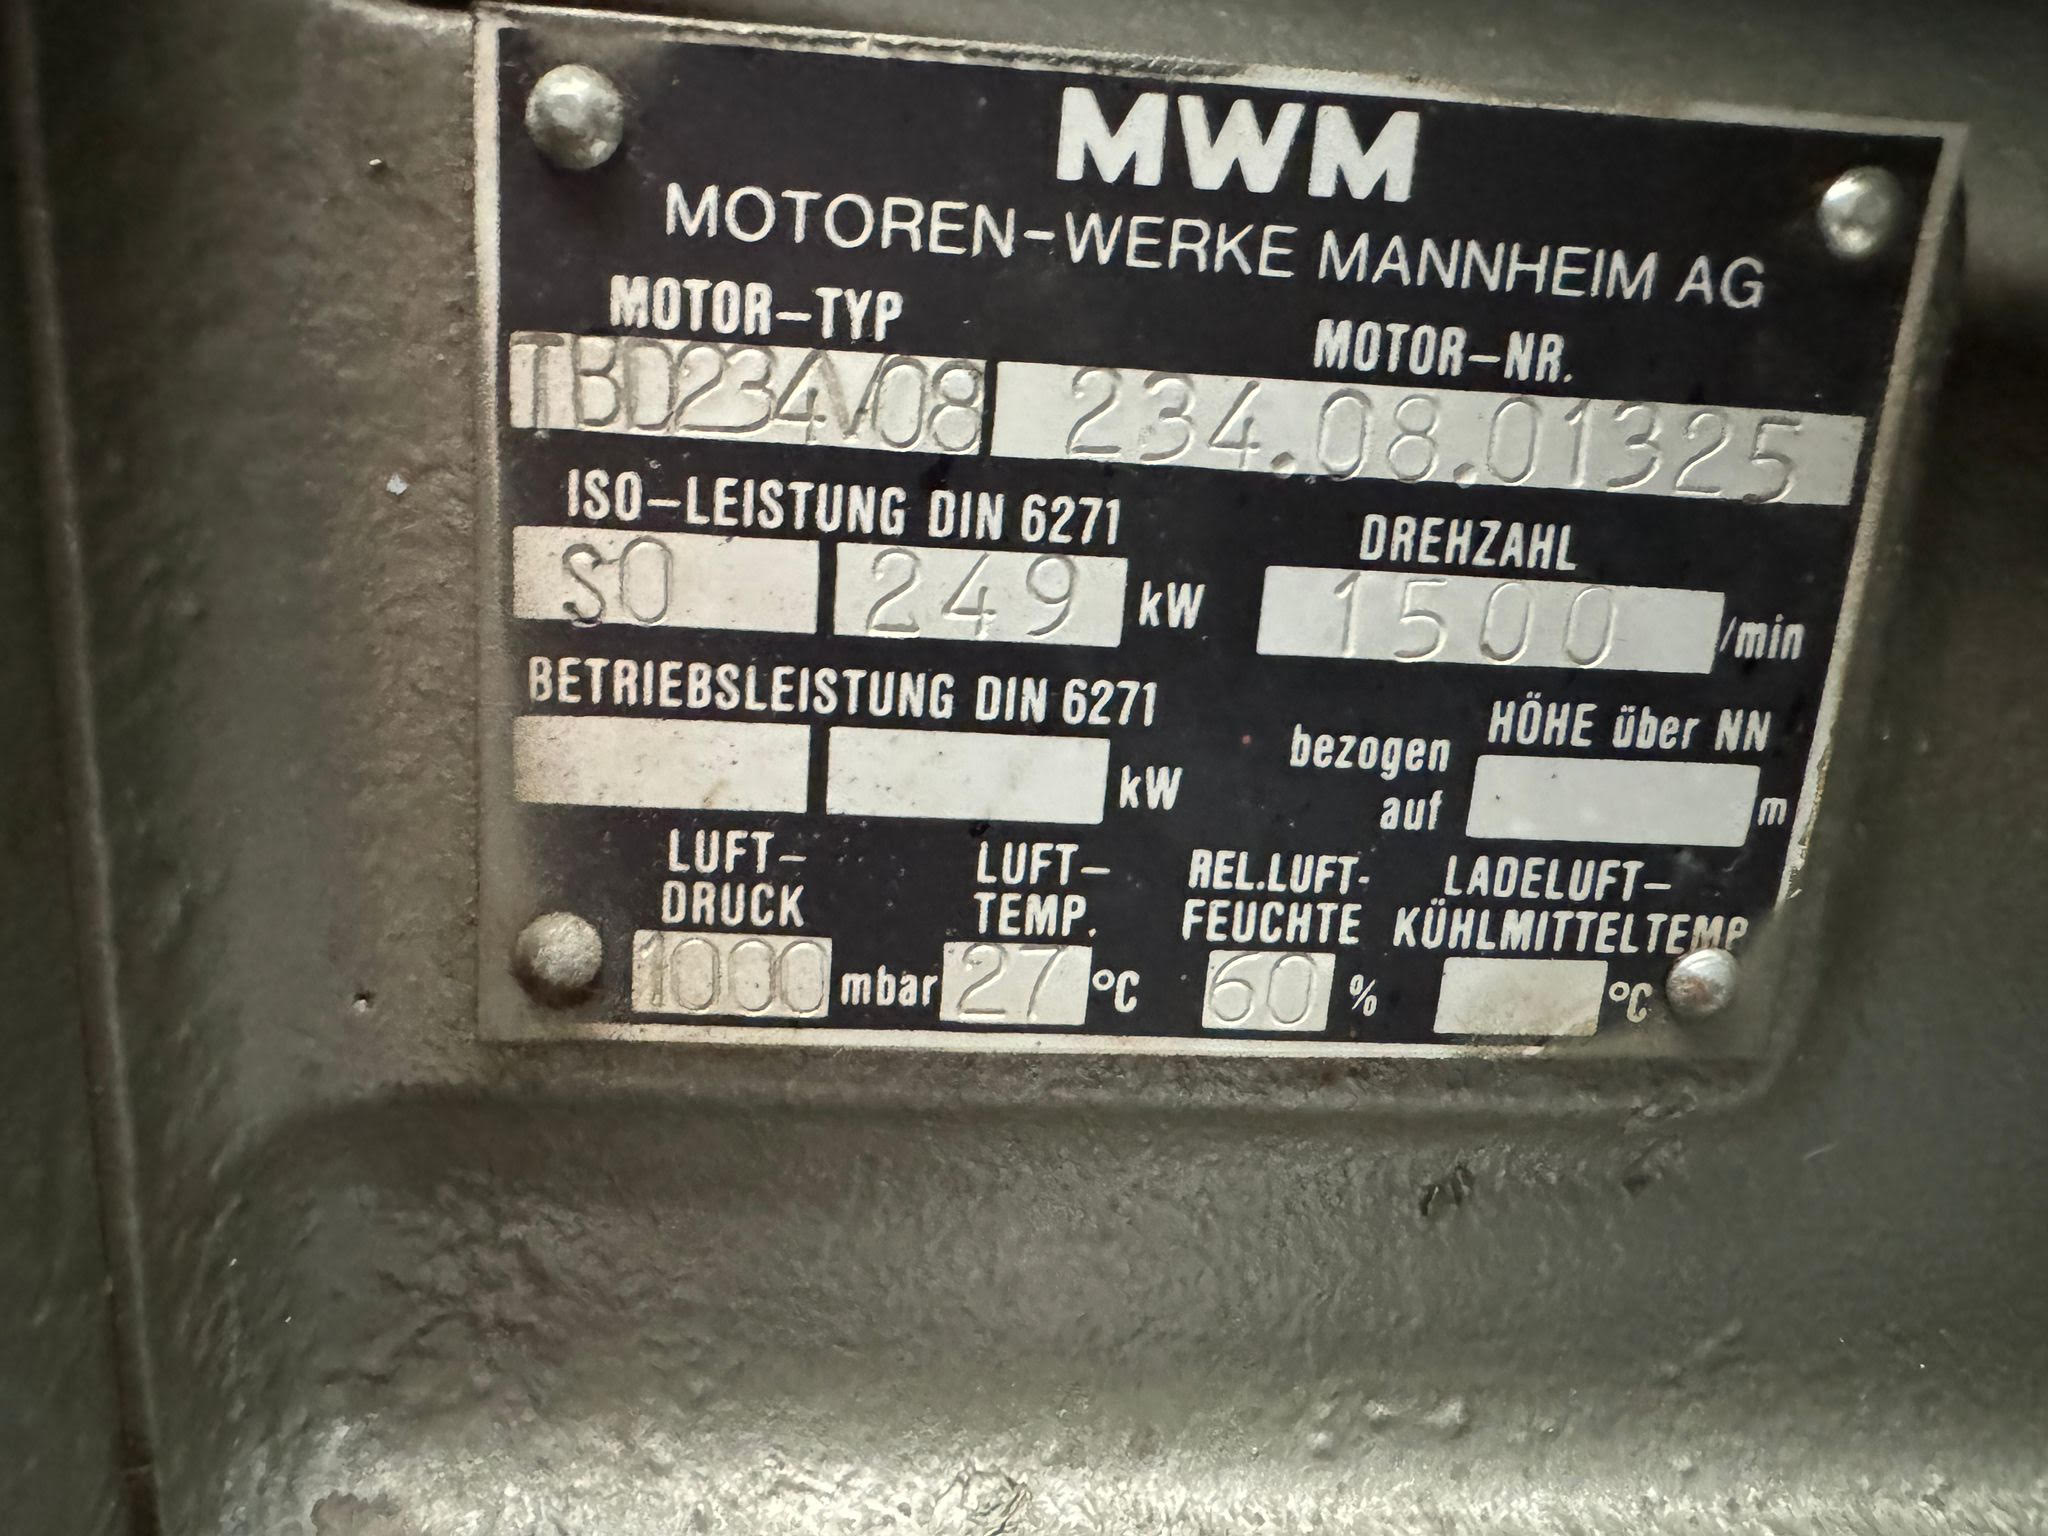 MWM
MOTOREN-WERKE MANNHEIM AG
MOTOR-TYP MOTOR-NR.
TBD234V08 234.08.01325
ISO-LEISTUNG DIN 6271 DREHZAHL
SO 249 kW 1500 /min
BETRIEBSLEISTUNG DIN 6271 HÖHE über NN
kW bezogen auf m
LUFT-DRUCK LUFT-TEMP. REL.LUFT-FEUCHTE LADELUFT-KÜHLMITTELTEMP
1000 mbar 27 °C 60 % °C